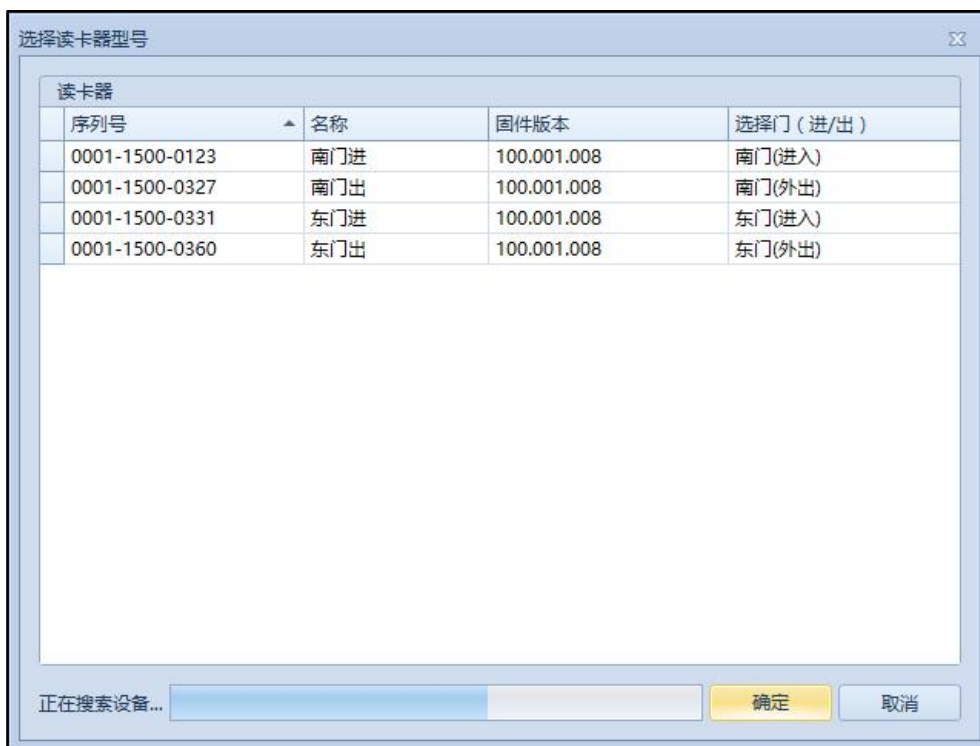 选择读卡器型号
读卡器
序列号 名称 固件版本 选择门（进/出）
0001-1500-0123 南门进 100.001.008 南门(进入)
0001-1500-0327 南门出 100.001.008 南门(外出)
0001-1500-0331 东门进 100.001.008 东门(进入)
0001-1500-0360 东门出 100.001.008 东门(外出)
正在搜索设备... 确定 取消